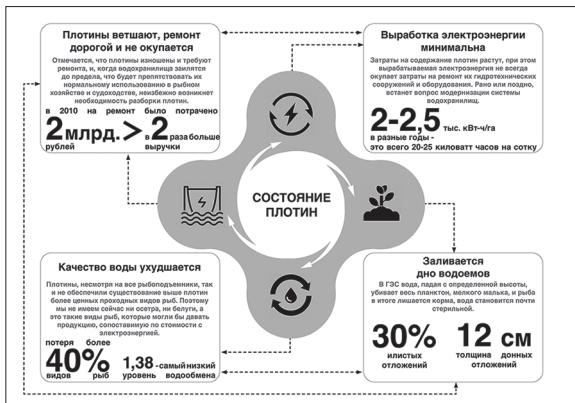 Плотины ветшают, ремонт
дорогой и не окупается
Отмечается, что плотины изношены и требуют
ремонта, и, когда водохранилища заилятся
до предела, что будет препятствовать их
нормальному использованию в рыбном
хозяйстве и судоходстве, неизбежно возникнет
необходимость разборки плотин.
в 2010 на ремонт было потрачено
2 млрд. > в 2 раза больше
рублей выручки
Выработка электроэнергии
минимальна
Затраты на содержание плотин растут, при этом
вырабатываемая электроэнергия не всегда
окупает затраты на ремонт их гидротехнических
сооружений и оборудования. Рано или поздно,
встанет вопрос модернизации системы
водохранилищ.
2-2,5 тыс. кВт-ч/га
в разные годы -
это всего 20-25 киловатт часов на сотку
СОСТОЯНИЕ
ПЛОТИН
Качество воды ухудшается
Плотины, несмотря на все рыбоподъемники, так
и не обеспечили существование выше плотин
более ценных проходных видов рыб. Поэтому
мы не имеем сейчас ни осетра, ни белуги, а
это такие виды рыб, которые могли бы давать
продукцию, сопоставимую по стоимости с
электроэнергией.
потеря более
40% 1,38 -самый низкий
видов рыб уровень водообмена
Заливается
дно водоемов
В ГЭС вода, падая с определенной высоты,
убивает весь планктон, мелкого малька, и рыба
в итоге лишается корма, вода становится почти
стерильной.
30% 12 см
илистых толщина донных
отложений отложений